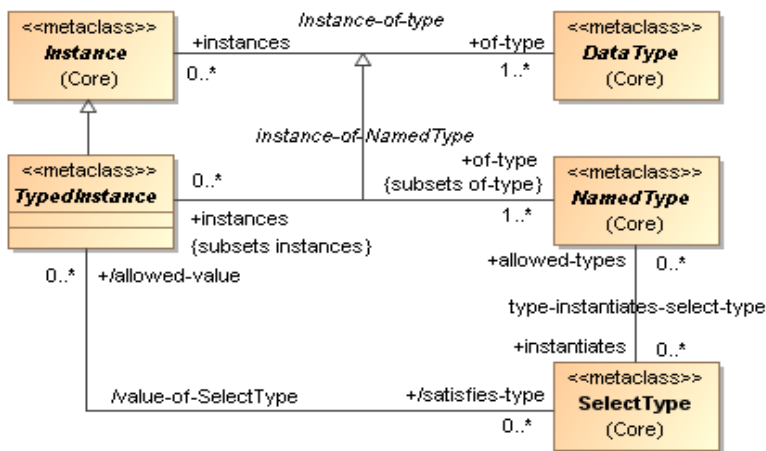 Instance-of-type
<<metaclass>>
Instance
(Core)
+instances
0..*
+of-type
1..*
<<metaclass>>
DataType
(Core)
instance-of-NamedType
<<metaclass>>
TypedInstance
0..*
+instances
{subsets instances}
+of-type
{subsets of-type}
1..*
<<metaclass>>
NamedType
(Core)
0..*
+/allowed-value
+allowed-types
0..*
type-instantiates-select-type
+instantiates
0..*
/value-of-SelectType
+/satisfies-type
0..*
<<metaclass>>
SelectType
(Core)